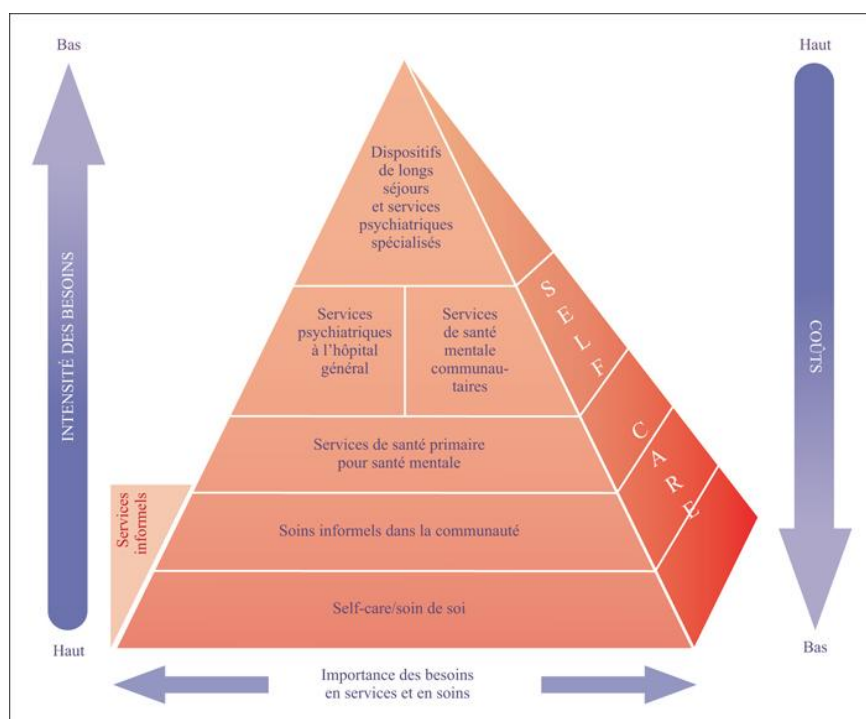 Bas
Haut
Dispositifs
de longs
séjours
et services
psychiatriques
spécialisés
INTENSITÉ DES BESOINS
COÛTS
SELF CARE
Services
psychiatriques
à l'hôpital
général
Services
de santé
mentale
communau-
taires
Services de santé primaire
pour santé mentale
Services
informels
Soins informels dans la communauté
Self-care/soin de soi
Haut
Bas
Importance des besoins
en services et en soins